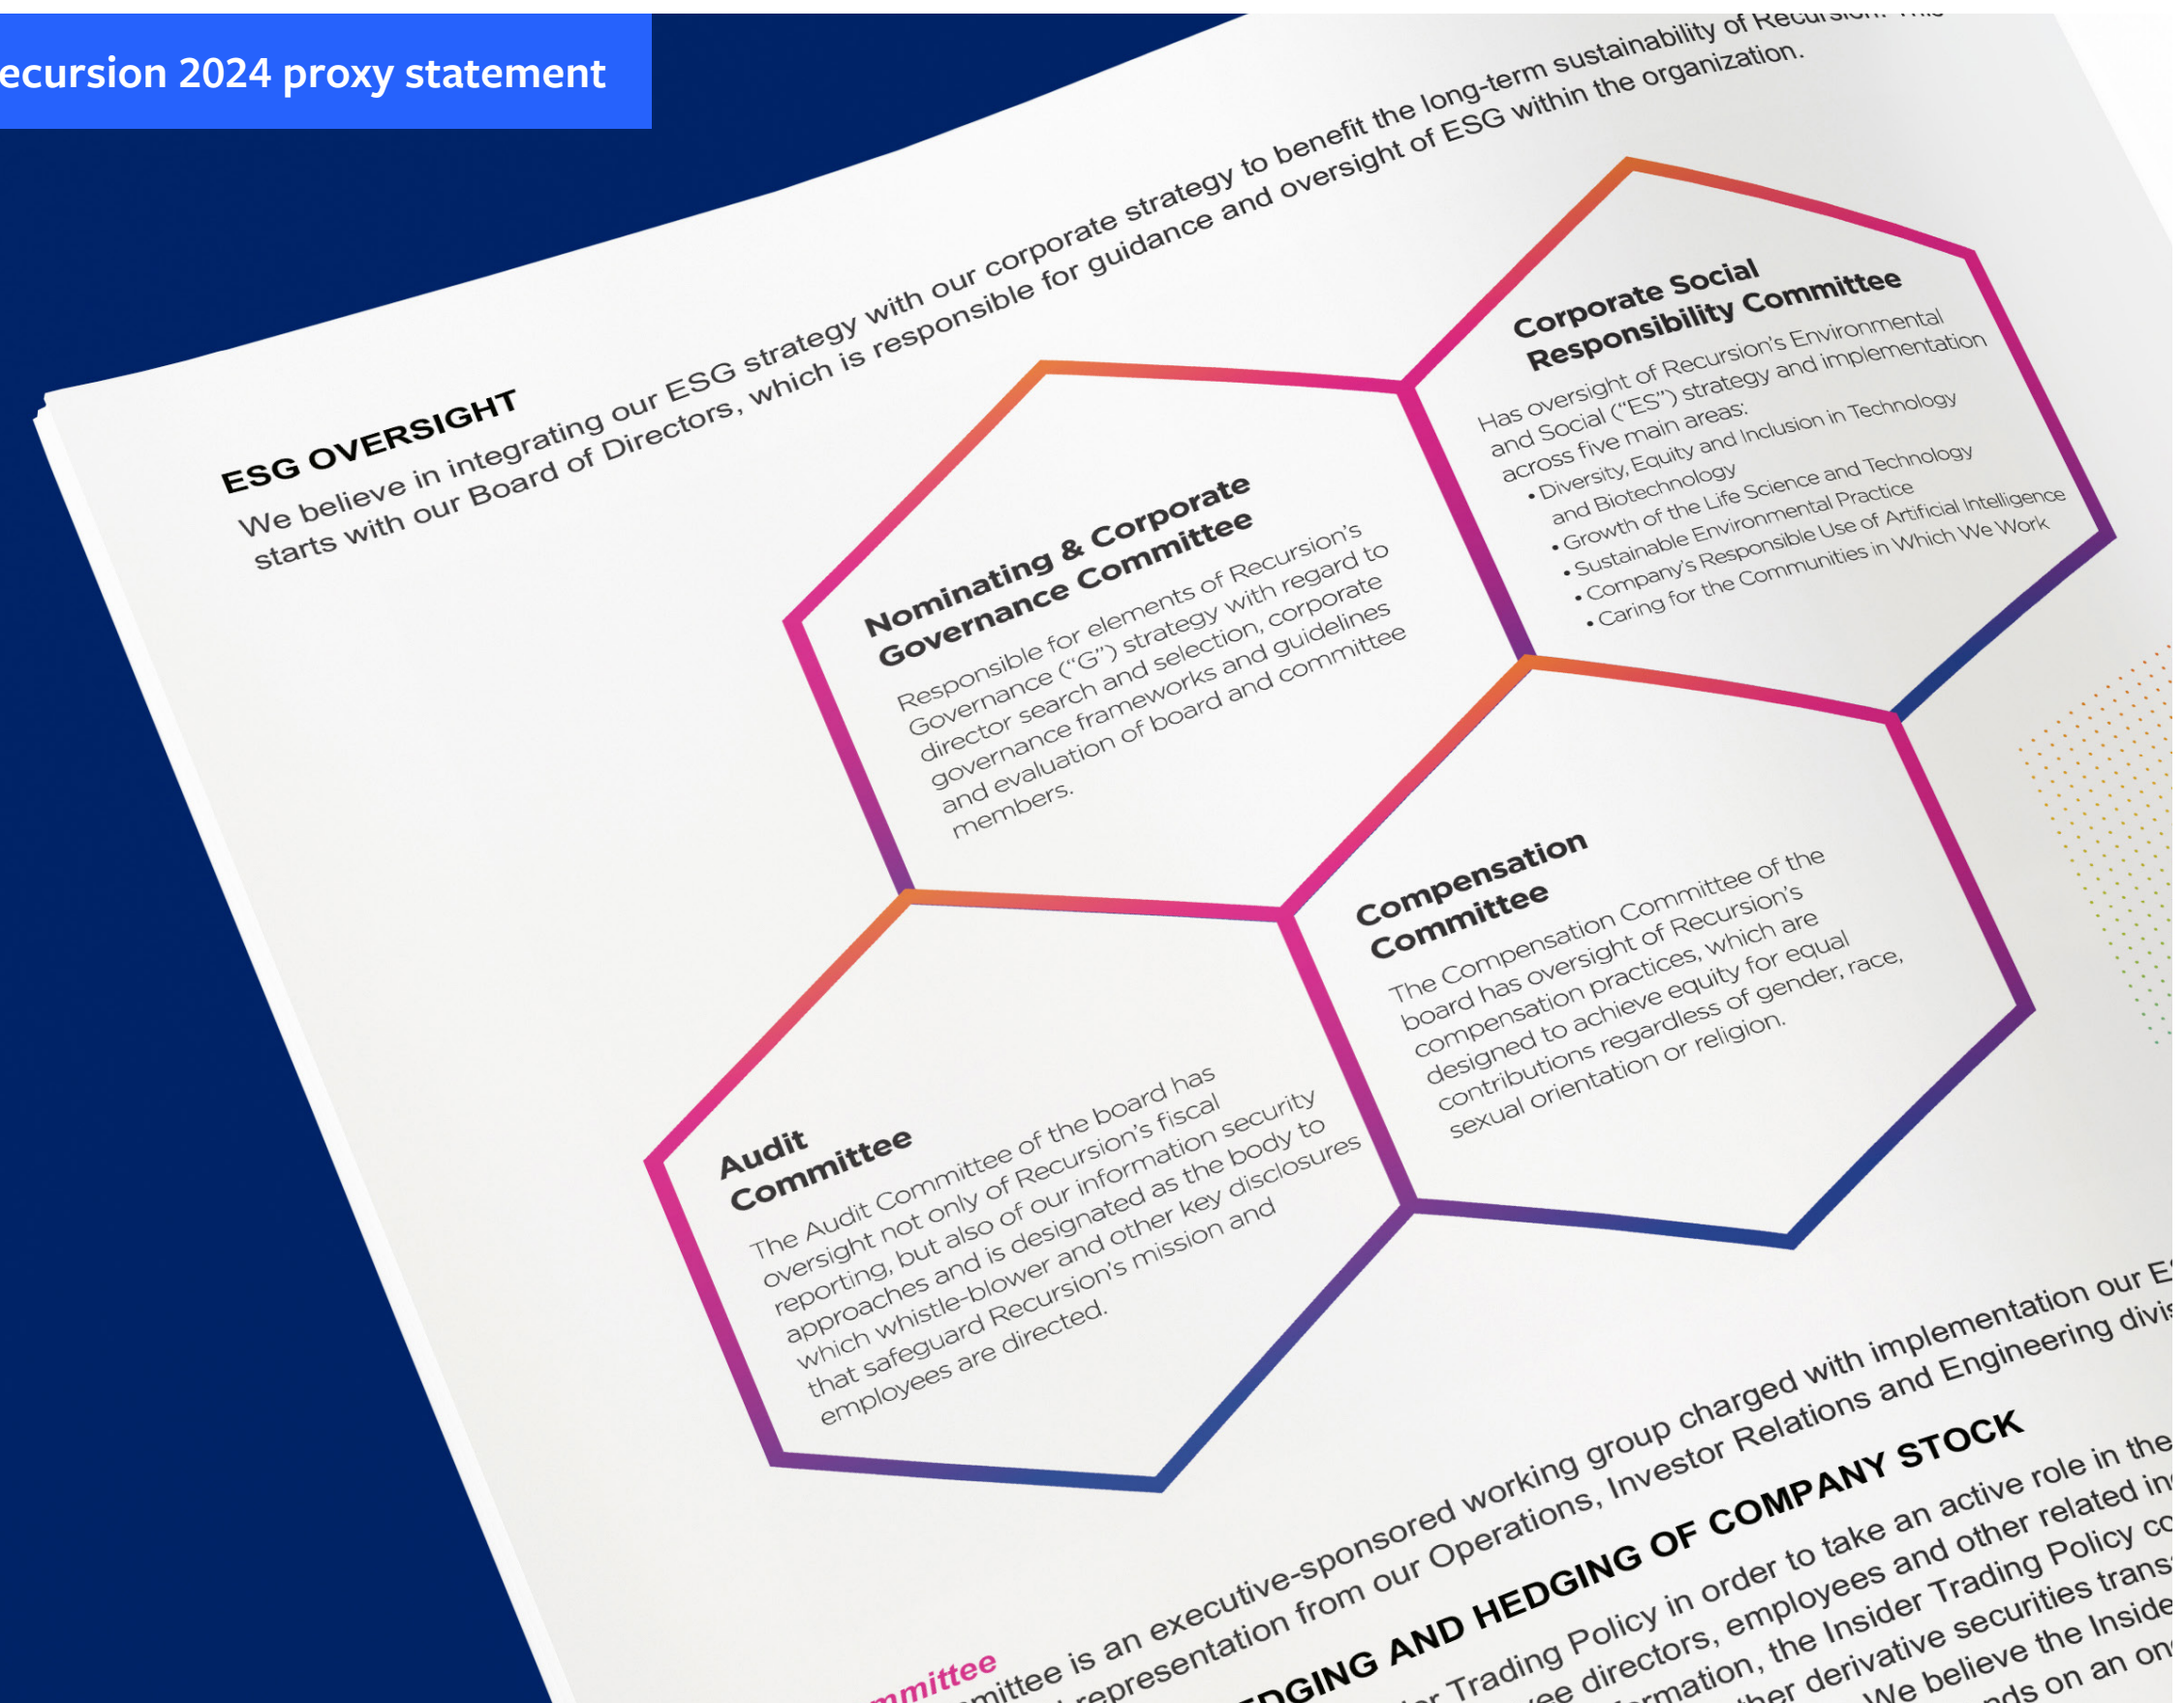 ecursion 2024 proxy statement
ESG OVERSIGHT
We believe in integrating our ESG strategy with our corporate strategy to benefit the long-term sustainability of Recursion. This
starts with our Board of Directors, which is responsible for guidance and oversight of ESG within the organization.
Nominating & Corporate
Governance Committee
Responsible for elements of Recursion's
Governance (“G”) strategy with regard to
director search and selection, corporate
governance frameworks and guidelines
and evaluation of board and committee
members.
Corporate Social
Responsibility Committee
Has oversight of Recursion's Environmental
and Social (“ES”) strategy and implementation
across five main areas:
• Diversity, Equity and Inclusion in Technology
and Biotechnology
• Growth of the Life Science and Technology
• Sustainable Environmental Practice
• Company's Responsible Use of Artificial Intelligence
• Caring for the Communities in Which We Work
Audit
Committee
The Audit Committee of the board has
oversight not only of Recursion's fiscal
reporting, but also of our information security
approaches and is designated as the body to
which whistle-blower and other key disclosures
that safeguard Recursion's mission and
employees are directed.
Compensation
Committee
The Compensation Committee of the
board has oversight of Recursion's
compensation practices, which are
designed to achieve equity for equal
contributions regardless of gender, race,
sexual orientation or religion.
mmittee
mmittee is an executive-sponsored working group charged with implementation our
representation from our Operations, Investor Relations and Engineering
EDGING AND HEDGING OF COMPANY STOCK
Trading Policy in order to take an active role in the
directors, employees and other related
the Insider Trading Policy
derivative securities
We believe the
on an